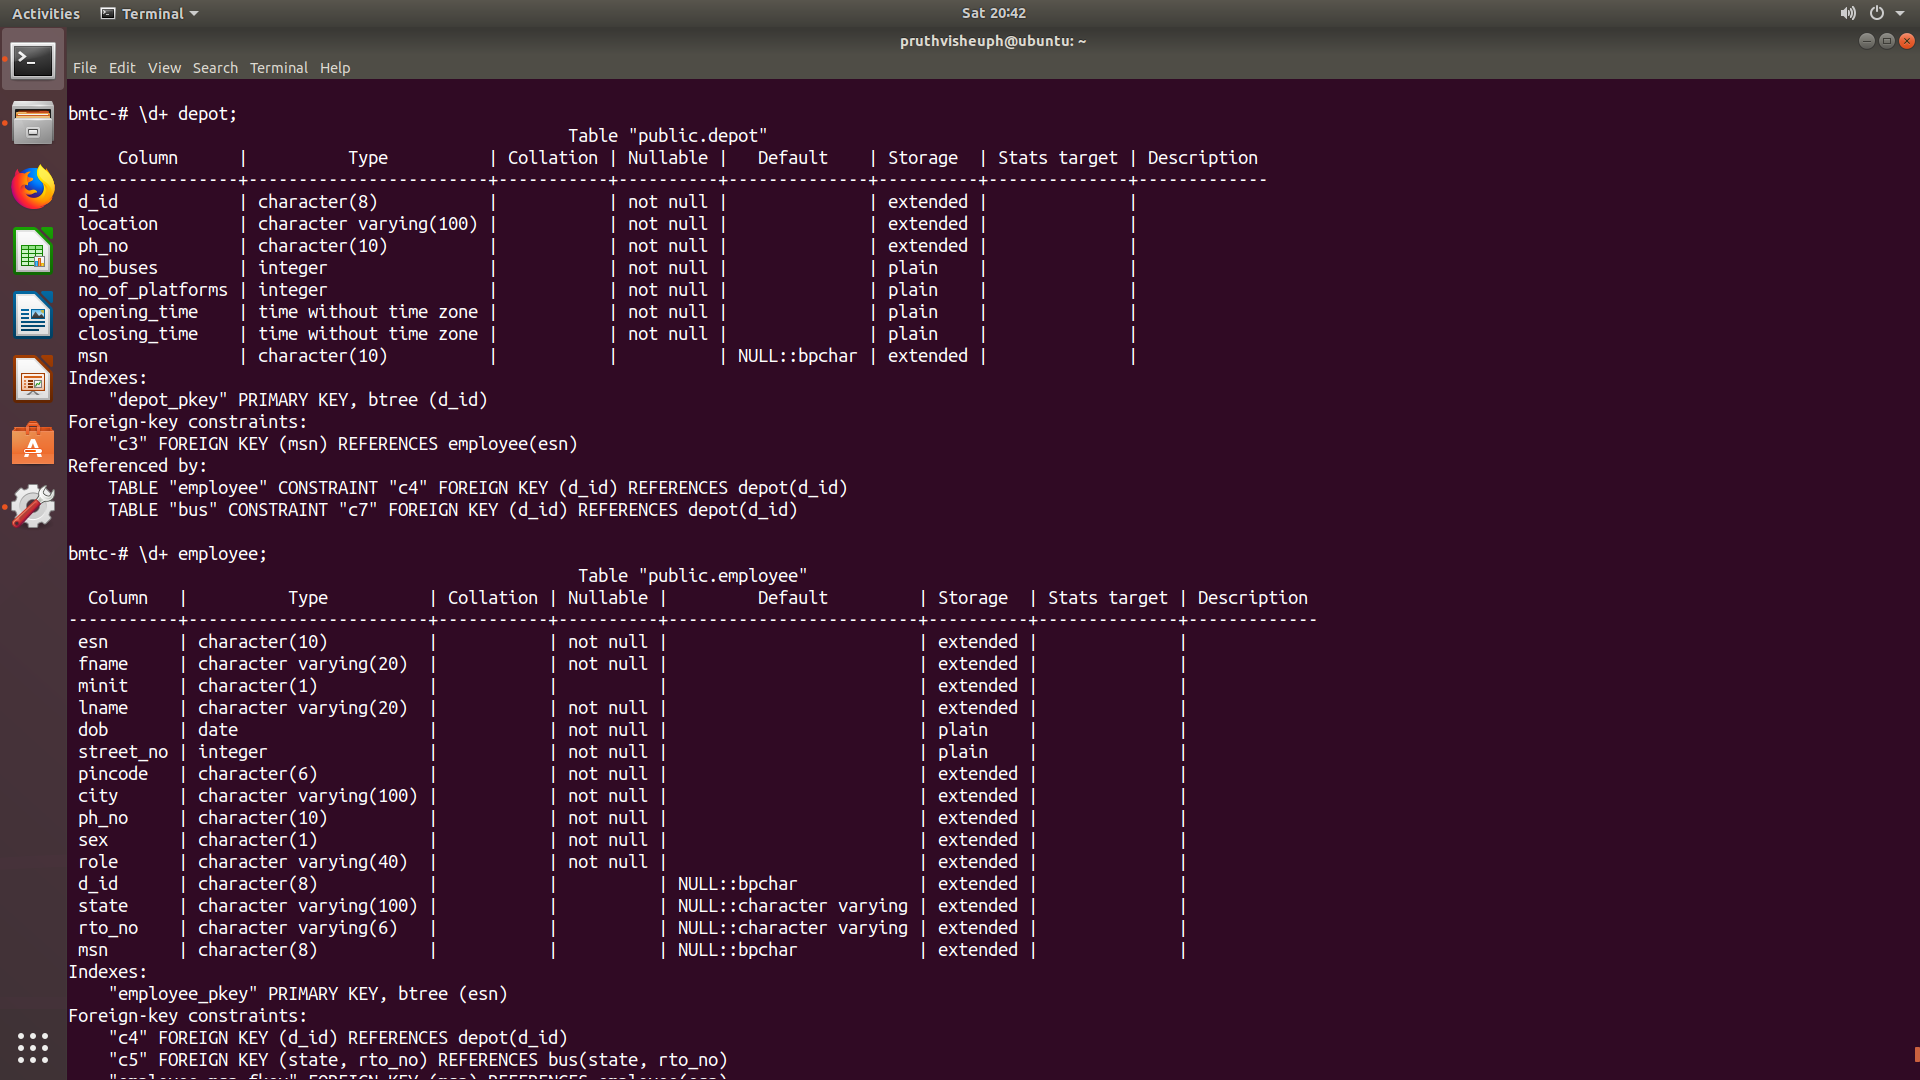 Activities Terminal Sat 20:42
pruthvisheuph@ubuntu: ~
File Edit View Search Terminal Help
bmtc-# \d+ depot;
                                                  Table "public.depot"
     Column      |          Type          | Collation | Nullable |   Default    | Storage  | Stats target | Description
-----------------+------------------------+-----------+----------+--------------+----------+--------------+-------------
 d_id            | character(8)           |           | not null |              | extended |              |
 location        | character varying(100) |           | not null |              | extended |              |
 ph_no           | character(10)          |           | not null |              | extended |              |
 no_buses        | integer                |           | not null |              | plain    |              |
 no_of_platforms | integer                |           | not null |              | plain    |              |
 opening_time    | time without time zone |           | not null |              | plain    |              |
 closing_time    | time without time zone |           | not null |              | plain    |              |
 msn             | character(10)          |           |          | NULL::bpchar | extended |              |
Indexes:
    "depot_pkey" PRIMARY KEY, btree (d_id)
Foreign-key constraints:
    "c3" FOREIGN KEY (msn) REFERENCES employee(esn)
Referenced by:
    TABLE "employee" CONSTRAINT "c4" FOREIGN KEY (d_id) REFERENCES depot(d_id)
    TABLE "bus" CONSTRAINT "c7" FOREIGN KEY (d_id) REFERENCES depot(d_id)
bmtc-# \d+ employee;
                                                   Table "public.employee"
  Column   |          Type          | Collation | Nullable |         Default         | Storage  | Stats target | Description
-----------+------------------------+-----------+----------+-------------------------+----------+--------------+-------------
 esn       | character(10)          |           | not null |                         | extended |              |
 fname     | character varying(20)  |           | not null |                         | extended |              |
 minit     | character(1)           |           |          |                         | extended |              |
 lname     | character varying(20)  |           | not null |                         | extended |              |
 dob       | date                   |           | not null |                         | plain    |              |
 street_no | integer                |           | not null |                         | plain    |              |
 pincode   | character(6)           |           | not null |                         | extended |              |
 city      | character varying(100) |           | not null |                         | extended |              |
 ph_no     | character(10)          |           | not null |                         | extended |              |
 sex       | character(1)           |           | not null |                         | extended |              |
 role      | character varying(40)  |           | not null |                         | extended |              |
 d_id      | character(8)           |           |          | NULL::bpchar            | extended |              |
 state     | character varying(100) |           |          | NULL::character varying | extended |              |
 rto_no    | character varying(6)   |           |          | NULL::character varying | extended |              |
 msn       | character(8)           |           |          | NULL::bpchar            | extended |              |
Indexes:
    "employee_pkey" PRIMARY KEY, btree (esn)
Foreign-key constraints:
    "c4" FOREIGN KEY (d_id) REFERENCES depot(d_id)
    "c5" FOREIGN KEY (state, rto_no) REFERENCES bus(state, rto_no)
    "employee_msn_fkey" FOREIGN KEY (msn) REFERENCES employee(esn)